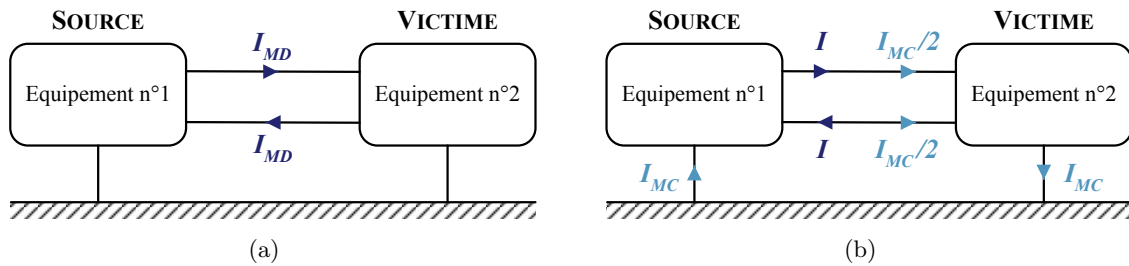 SOURCE VICTIME SOURCE VICTIME
I_MD I I_MC/2
Equipement n°1 Equipement n°2 Equipement n°1 Equipement n°2
I_MD I I_MC/2
I_MC I_MC
(a) (b)